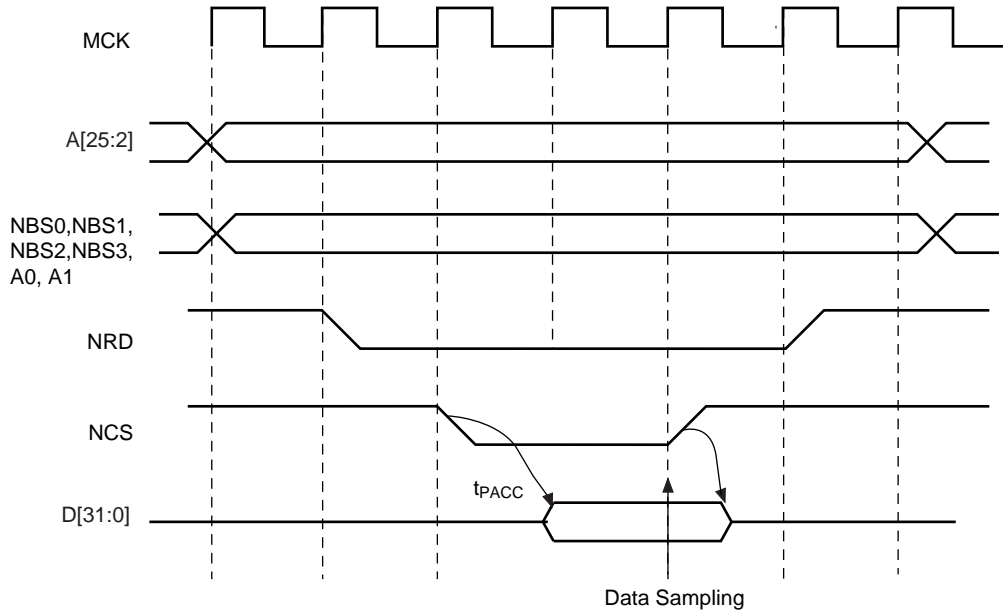 MCK
A[25:2]
NBS0,NBS1,
NBS2,NBS3,
A0, A1
NRD
NCS
tPACC
D[31:0]
Data Sampling